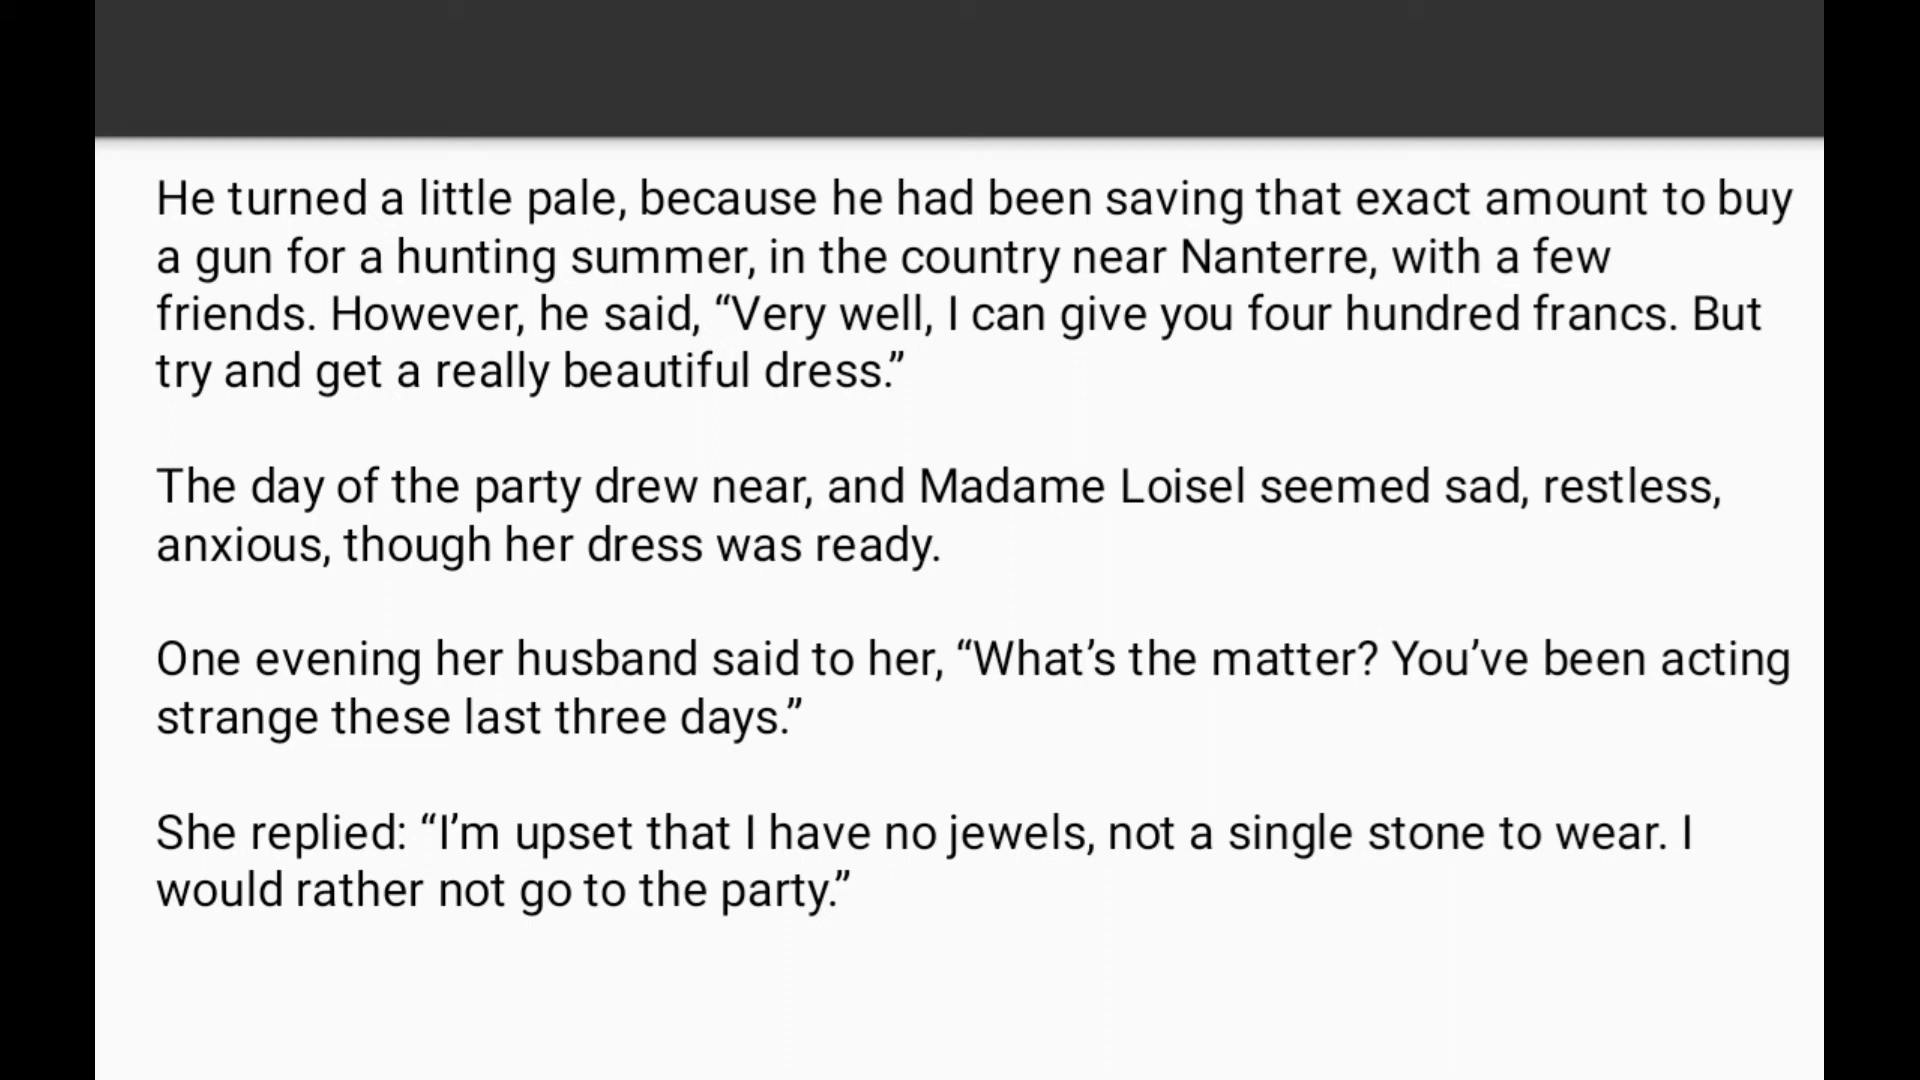 He turned a little pale, because he had been saving that exact amount to buy
a gun for a hunting summer, in the country near Nanterre, with a few
friends. However, he said, “Very well, I can give you four hundred francs. But
try and get a really beautiful dress.”
The day of the party drew near, and Madame Loisel seemed sad, restless,
anxious, though her dress was ready.
One evening her husband said to her, “What’s the matter? You’ve been acting
strange these last three days.”
She replied: “I’m upset that I have no jewels, not a single stone to wear. I
would rather not go to the party.”